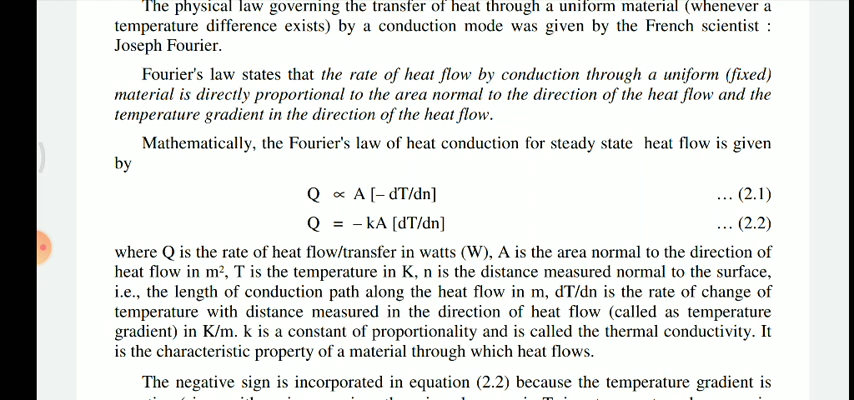 The physical law governing the transfer of heat through a uniform material (whenever a
temperature difference exists) by a conduction mode was given by the French scientist :
Joseph Fourier.
Fourier's law states that the rate of heat flow by conduction through a uniform (fixed)
material is directly proportional to the area normal to the direction of the heat flow and the
temperature gradient in the direction of the heat flow.
Mathematically, the Fourier's law of heat conduction for steady state heat flow is given
by
Q ∝ A [– dT/dn] ... (2.1)
Q = – kA [dT/dn] ... (2.2)
where Q is the rate of heat flow/transfer in watts (W), A is the area normal to the direction of
heat flow in m², T is the temperature in K, n is the distance measured normal to the surface,
i.e., the length of conduction path along the heat flow in m, dT/dn is the rate of change of
temperature with distance measured in the direction of heat flow (called as temperature
gradient) in K/m. k is a constant of proportionality and is called the thermal conductivity. It
is the characteristic property of a material through which heat flows.
The negative sign is incorporated in equation (2.2) because the temperature gradient is